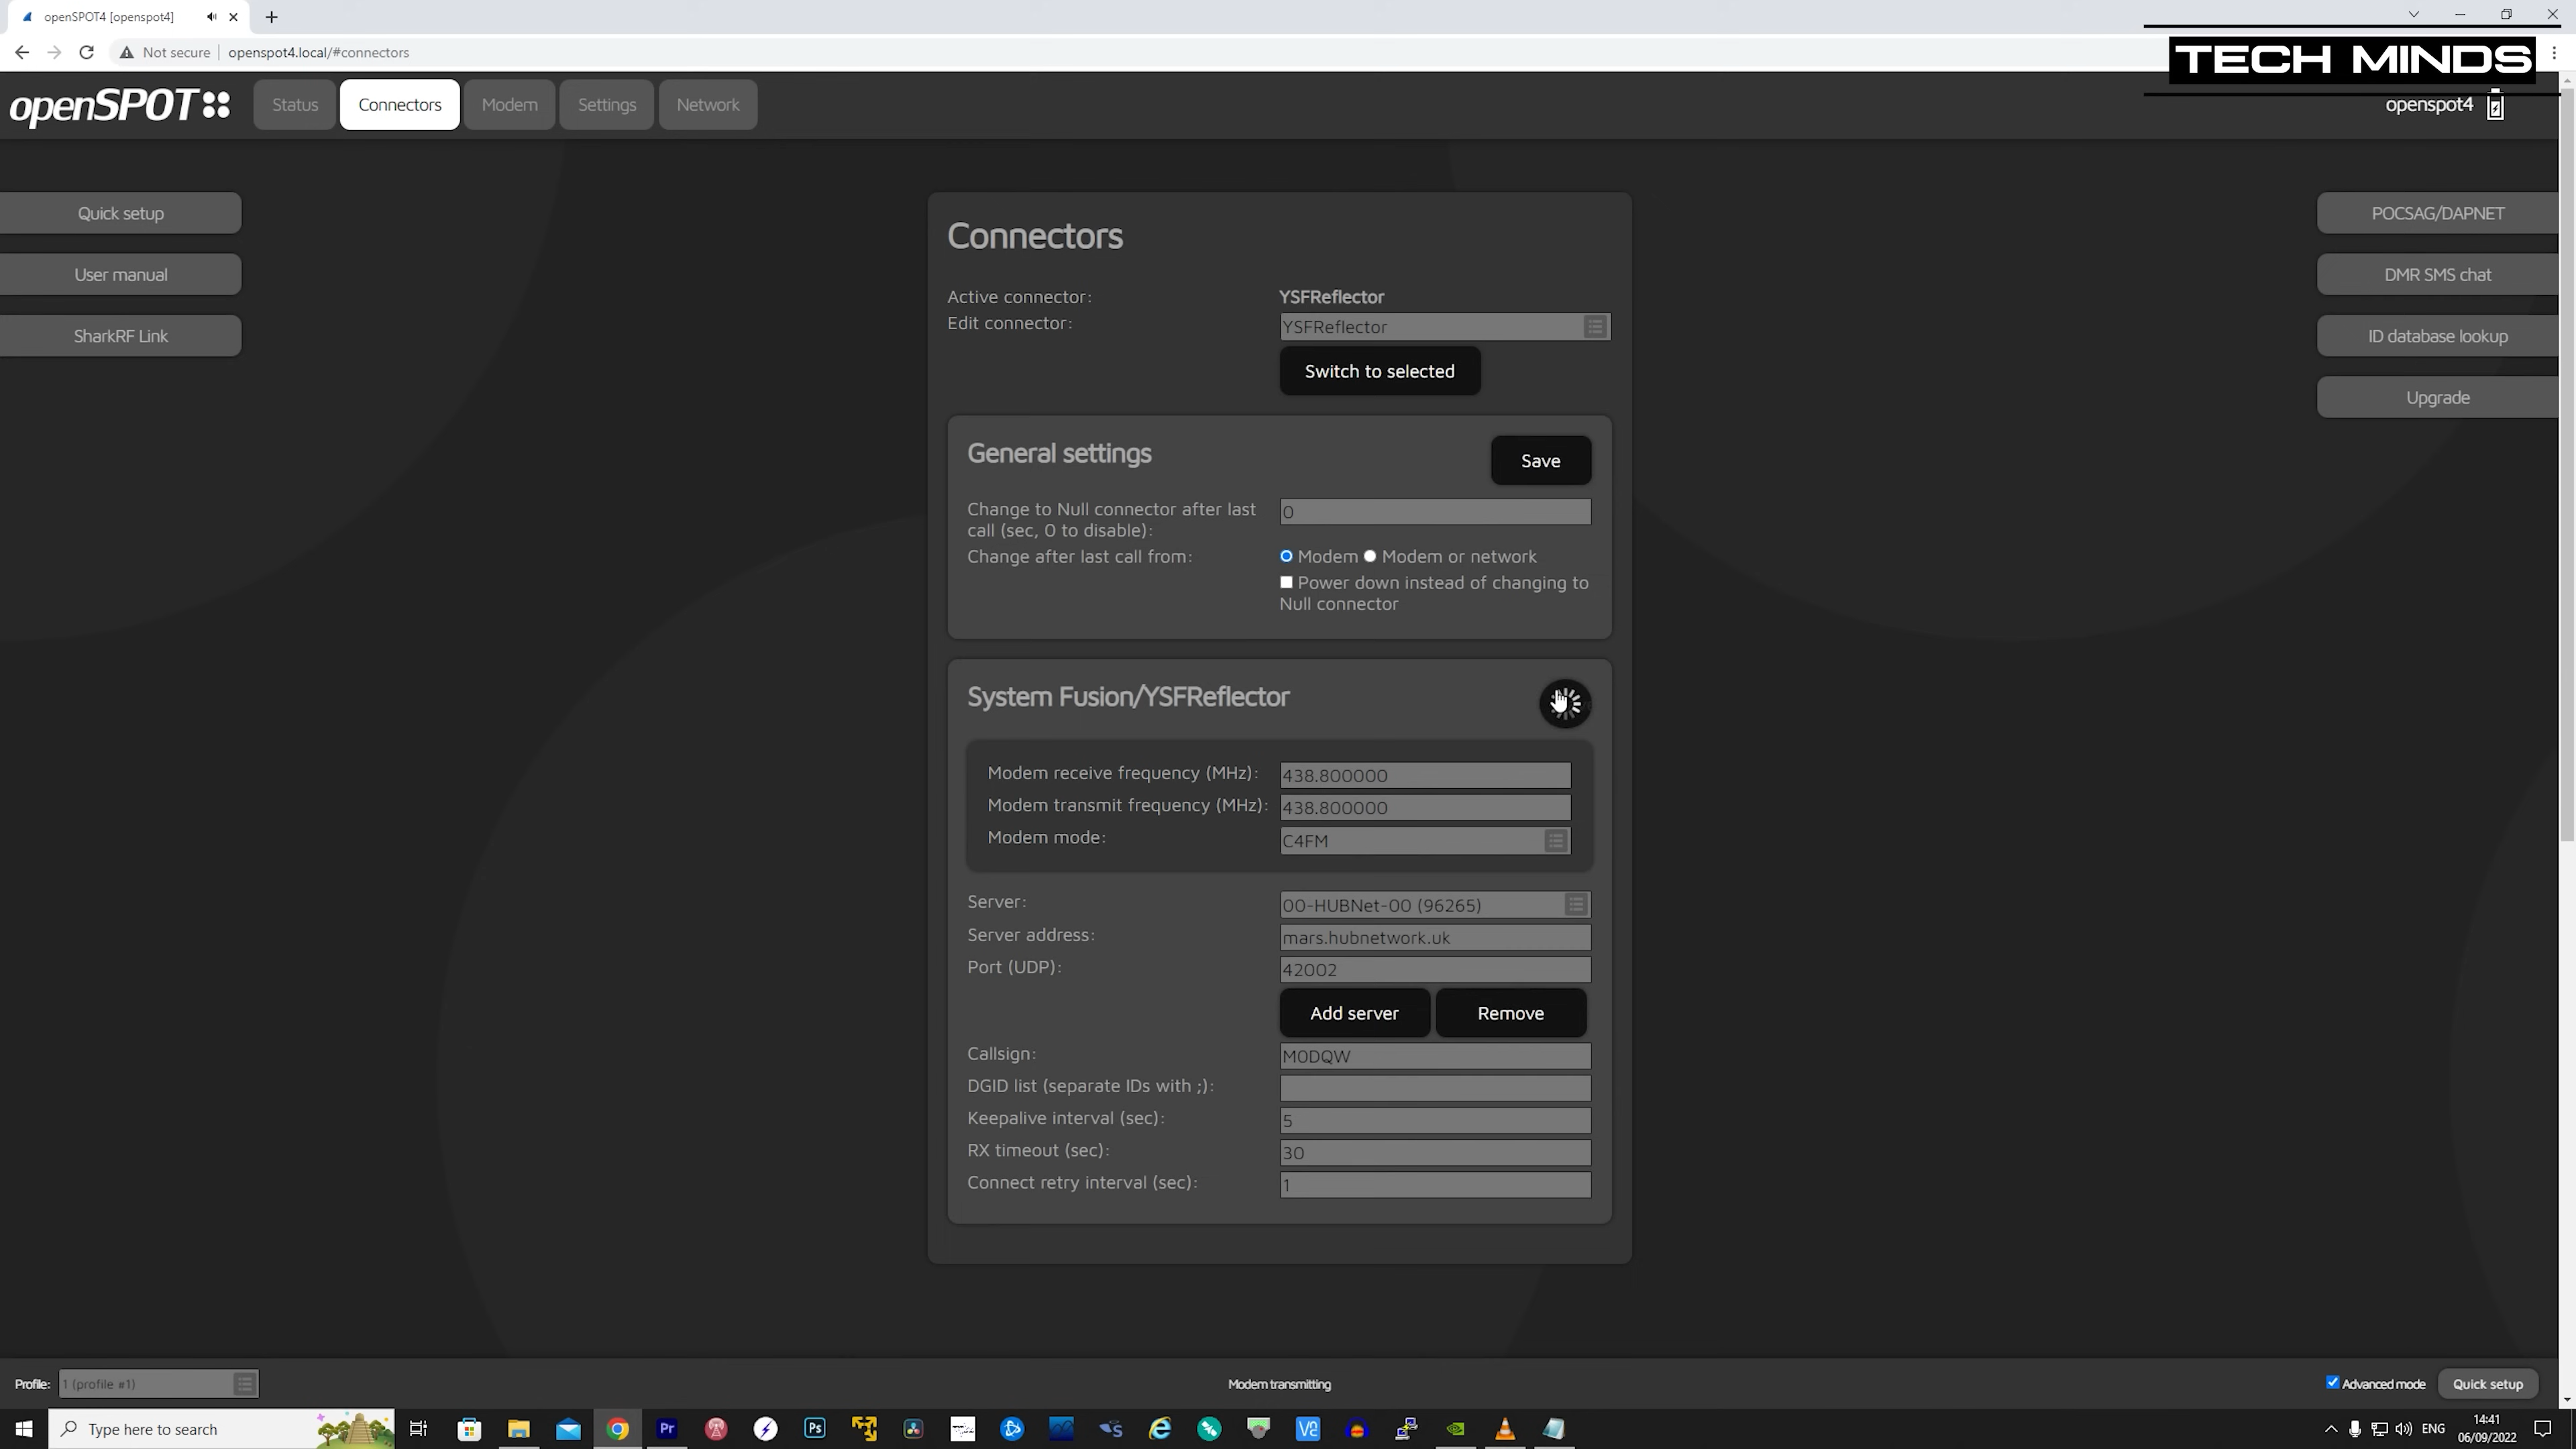 openSPOT4 [openspot4]
Not secure openspot4.local/#connectors
TECH MINDS
openSPOT Status Connectors Modem Settings Network
openspot4
Quick setup
User manual
SharkRF Link
POCSAG/DAPNET
DMR SMS chat
ID database lookup
Upgrade
Connectors
Active connector: YSFReflector
Edit connector: YSFReflector
Switch to selected
General settings Save
Change to Null connector after last
call (sec, 0 to disable): 0
Change after last call from: Modem Modem or network
Power down instead of changing to
Null connector
System Fusion/YSFReflector
Modem receive frequency (MHz): 438.800000
Modem transmit frequency (MHz): 438.800000
Modem mode: C4FM
Server: 00-HUBNet-00 (96265)
Server address: mars.hubnetwork.uk
Port (UDP): 42002
Add server Remove
Callsign: M0DQW
DGID list (separate IDs with ;):
Keepalive interval (sec): 5
RX timeout (sec): 30
Connect retry interval (sec): 1
Profile: 1 (profile #1) Modem transmitting Advanced mode Quick setup
Type here to search Pr Ps ENG 14:41
06/09/2022